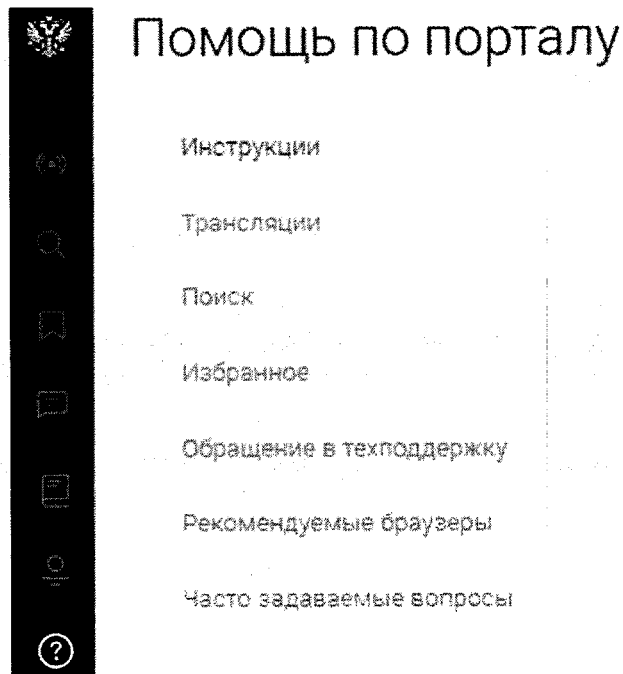 Помощь по порталу
Инструкции
Трансляции
Поиск
Избранное
Обращение в техподдержку
Рекомендуемые браузеры
Часто задаваемые вопросы